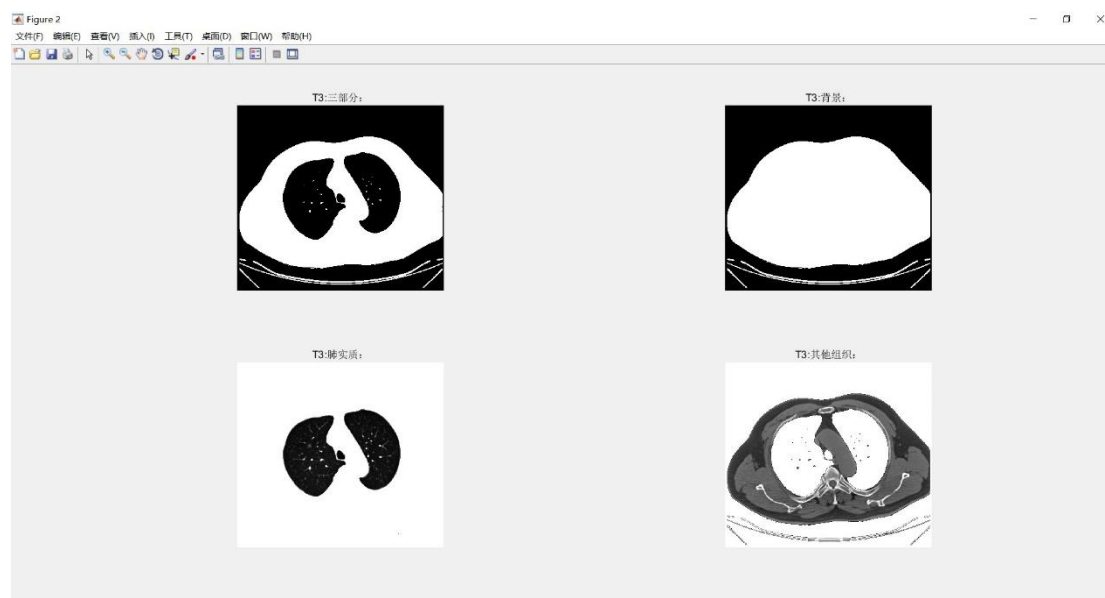 Figure 2
文件(F) 编辑(E) 查看(V) 插入(I) 工具(T) 桌面(D) 窗口(W) 帮助(H)
T3:三部分：
T3:背景：
T3:肺实质：
T3:其他组织：